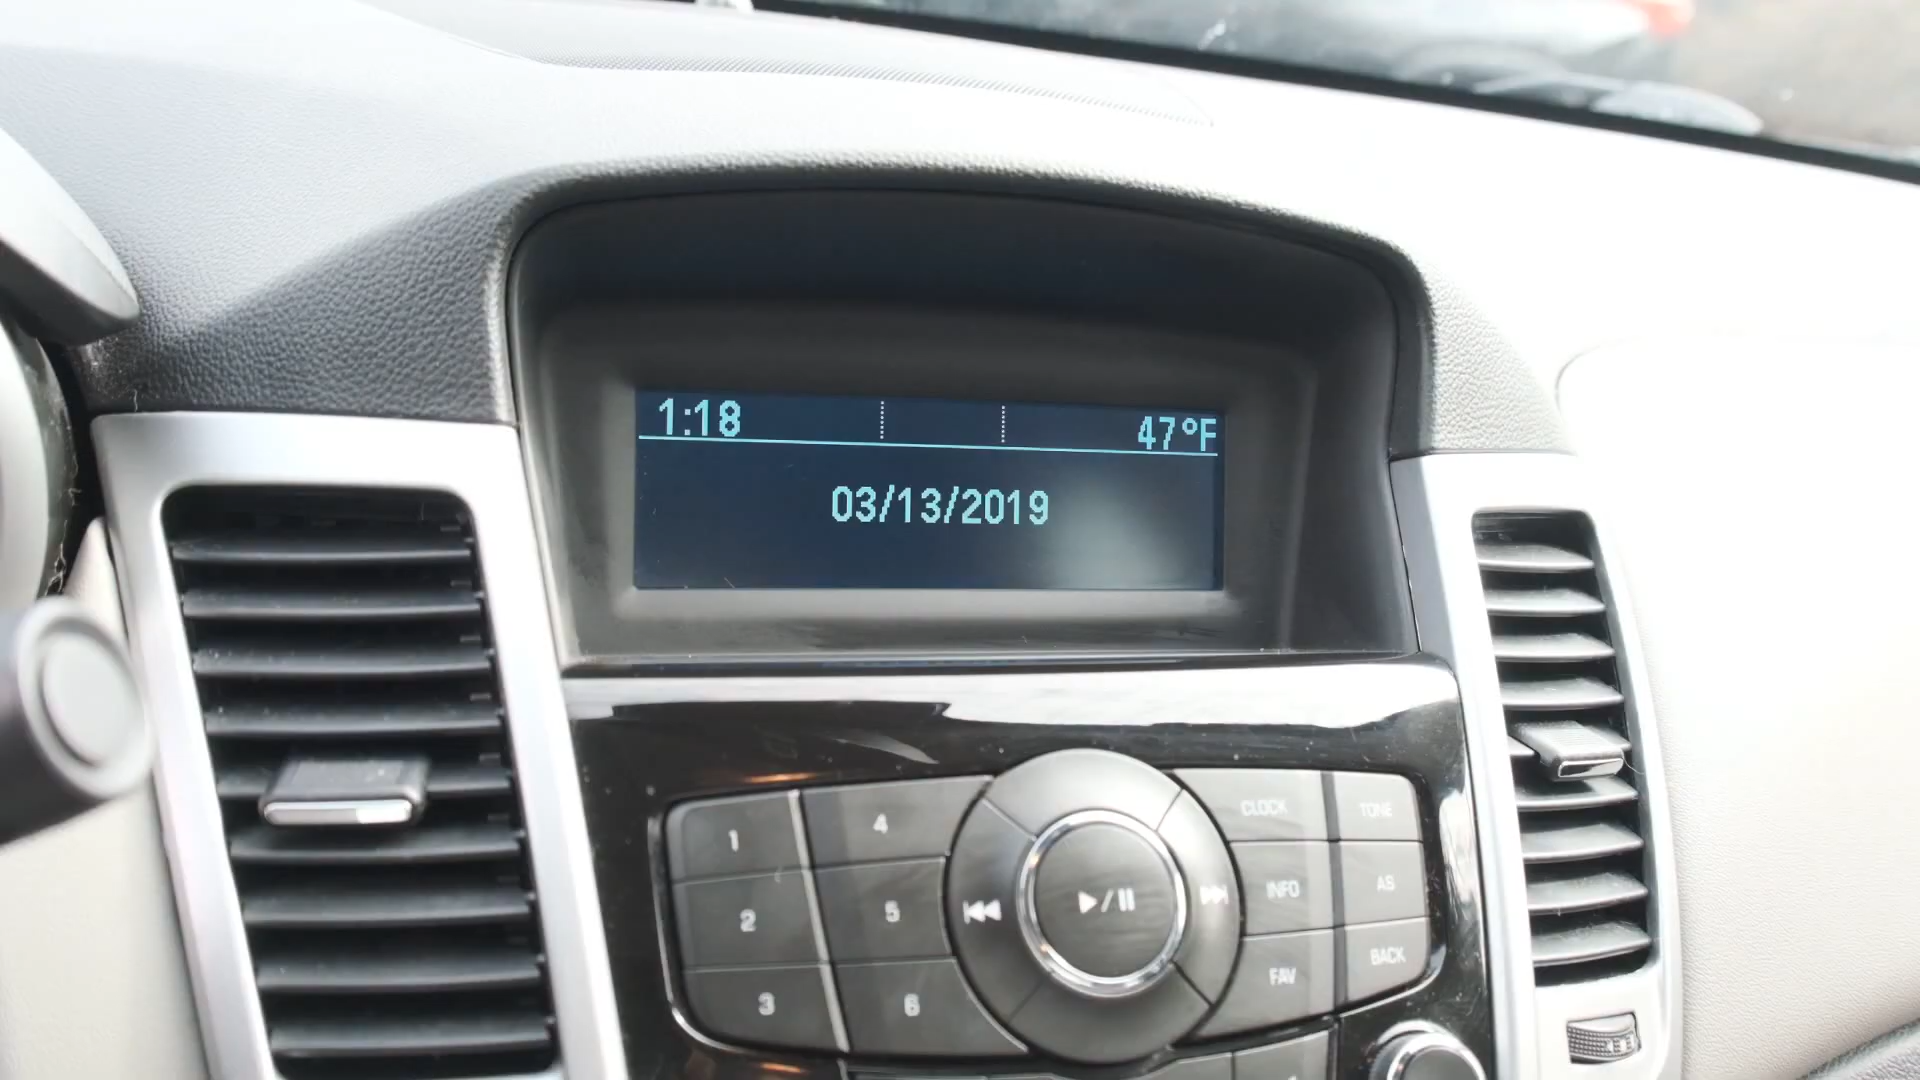 1:18 47°F
03/13/2019
1 4 CLOCK TONE
2 5 INFO AS
3 6 FAV BACK